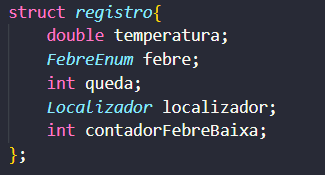 struct registro{
    double temperatura;
    FebreEnum febre;
    int queda;
    Localizador localizador;
    int contadorFebreBaixa;
};